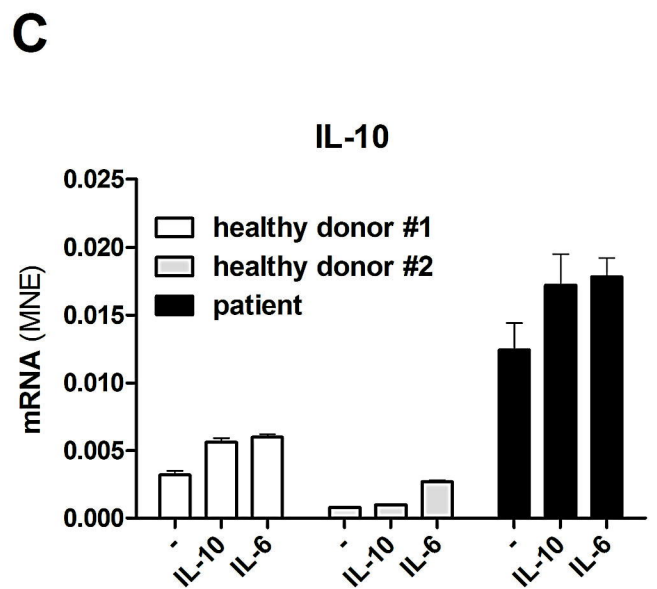 C
IL-10
0.025
0.020
0.015
0.010
0.005
0.000
mRNA (MNE)
healthy donor #1
healthy donor #2
patient
- IL-10 IL-6 - IL-10 IL-6 - IL-10 IL-6